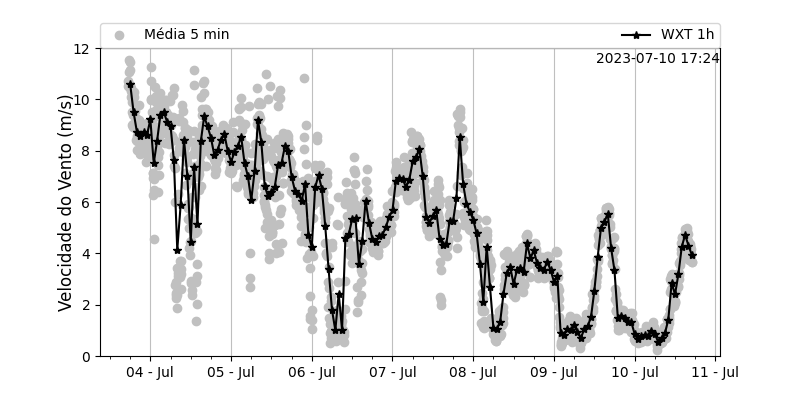 Média 5 min
WXT 1h
2023-07-10 17:24
Velocidade do Vento (m/s)
12
10
8
6
4
2
0
04 - Jul
05 - Jul
06 - Jul
07 - Jul
08 - Jul
09 - Jul
10 - Jul
11 - Jul